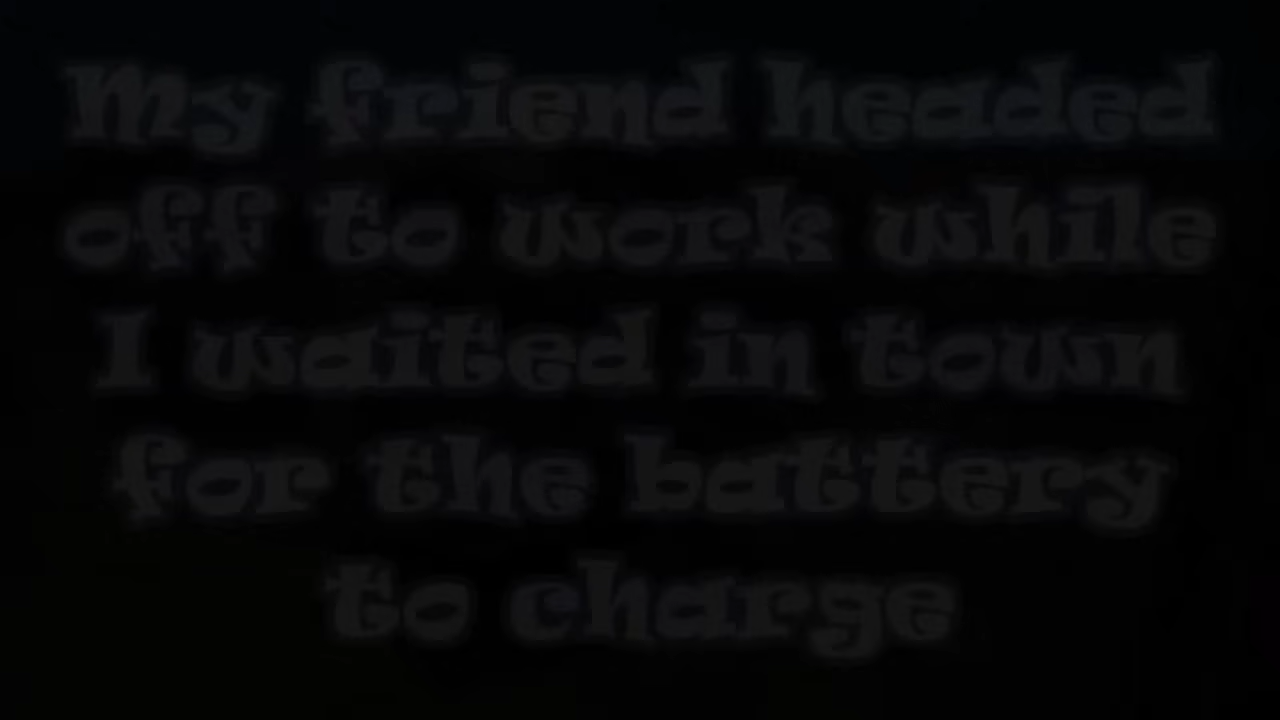 My friend headed
off to work while
I waited in town
for the battery
to charge